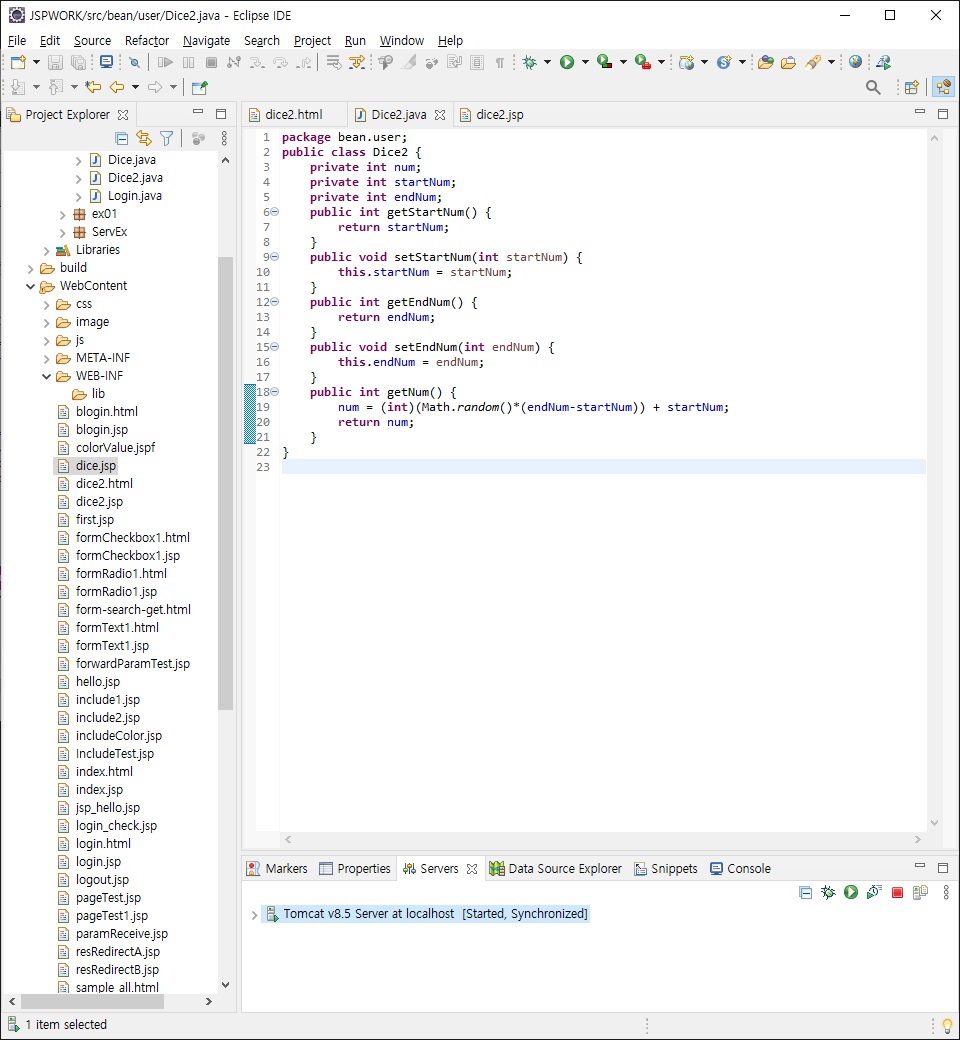 JSPWORK/src/bean/user/Dice2.java - Eclipse IDE
File Edit Source Refactor Navigate Search Project Run Window Help
Project Explorer
Dice.java
Dice2.java
Login.java
ex01
ServEx
Libraries
build
WebContent
css
image
js
META-INF
WEB-INF
lib
blogin.html
blogin.jsp
colorValue.jspf
dice.jsp
dice2.html
dice2.jsp
first.jsp
formCheckbox1.html
formCheckbox1.jsp
formRadio1.html
formRadio1.jsp
form-search-get.html
formText1.html
formText1.jsp
forwardParamTest.jsp
hello.jsp
include1.jsp
include2.jsp
includeColor.jsp
IncludeTest.jsp
index.html
index.jsp
jsp_hello.jsp
login_check.jsp
login.html
login.jsp
logout.jsp
pageTest.jsp
pageTest1.jsp
paramReceive.jsp
resRedirectA.jsp
resRedirectB.jsp
sample_all.html
dice2.html Dice2.java dice2.jsp
1 package bean.user;
2 public class Dice2 {
3 private int num;
4 private int startNum;
5 private int endNum;
6 public int getStartNum() {
7 return startNum;
8 }
9 public void setStartNum(int startNum) {
10 this.startNum = startNum;
11 }
12 public int getEndNum() {
13 return endNum;
14 }
15 public void setEndNum(int endNum) {
16 this.endNum = endNum;
17 }
18 public int getNum() {
19 num = (int)(Math.random()*(endNum-startNum)) + startNum;
20 return num;
21 }
22 }
23
Markers Properties Servers Data Source Explorer Snippets Console
Tomcat v8.5 Server at localhost [Started, Synchronized]
1 item selected